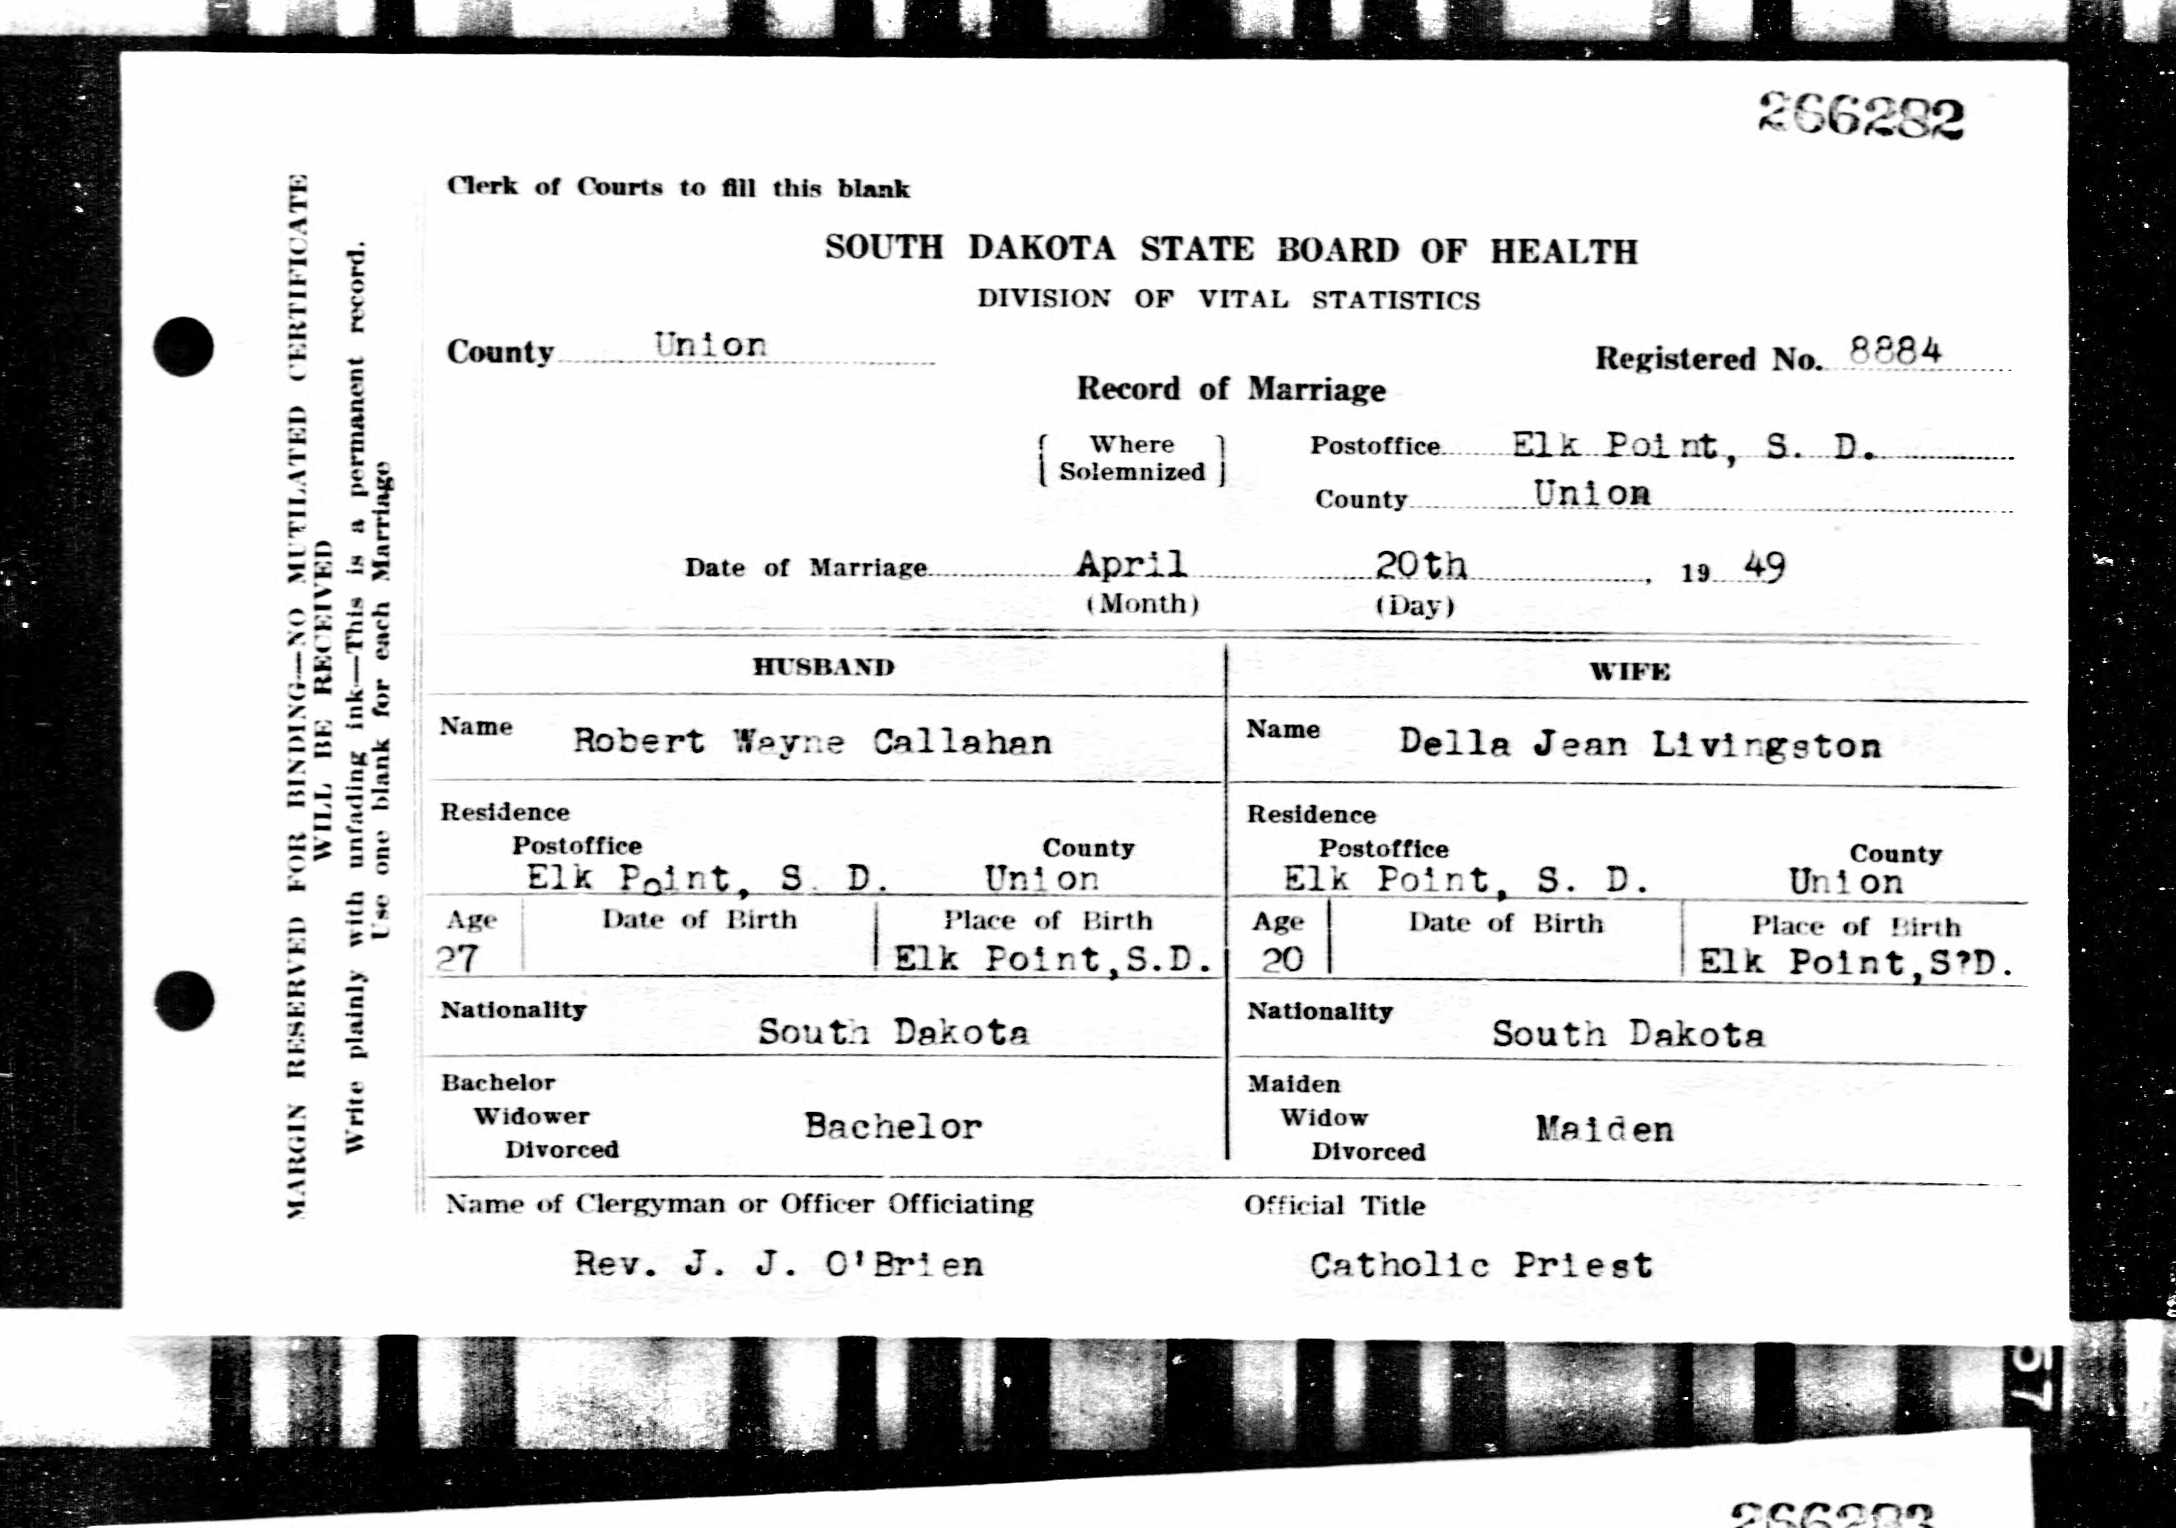 266282
Clerk of Courts to fill this blank
SOUTH DAKOTA STATE BOARD OF HEALTH
DIVISION OF VITAL STATISTICS
County Union
Registered No. 8884
Record of Marriage
Where Solemnized
Postoffice Elk Point, S. D.
County Union
Date of Marriage April 20th, 19 49
(Month) (Day)
HUSBAND WIFE
Name Robert Wayne Callahan Name Della Jean Livingston
Residence Residence
Postoffice County Postoffice County
Elk Point, S. D. Union Elk Point, S. D. Union
Age Date of Birth Place of Birth Age Date of Birth Place of Birth
27 Elk Point,S.D. 20 Elk Point,S?D.
Nationality South Dakota Nationality South Dakota
Bachelor Maiden
Widower Bachelor Widow Maiden
Divorced Divorced
Name of Clergyman or Officer Officiating Official Title
Rev. J. J. O'Brien Catholic Priest
MARGIN RESERVED FOR BINDING—NO MUTILATED CERTIFICATE
WILL BE RECEIVED
Write plainly with unfading ink—This is a permanent record.
Use one blank for each Marriage
57
266283